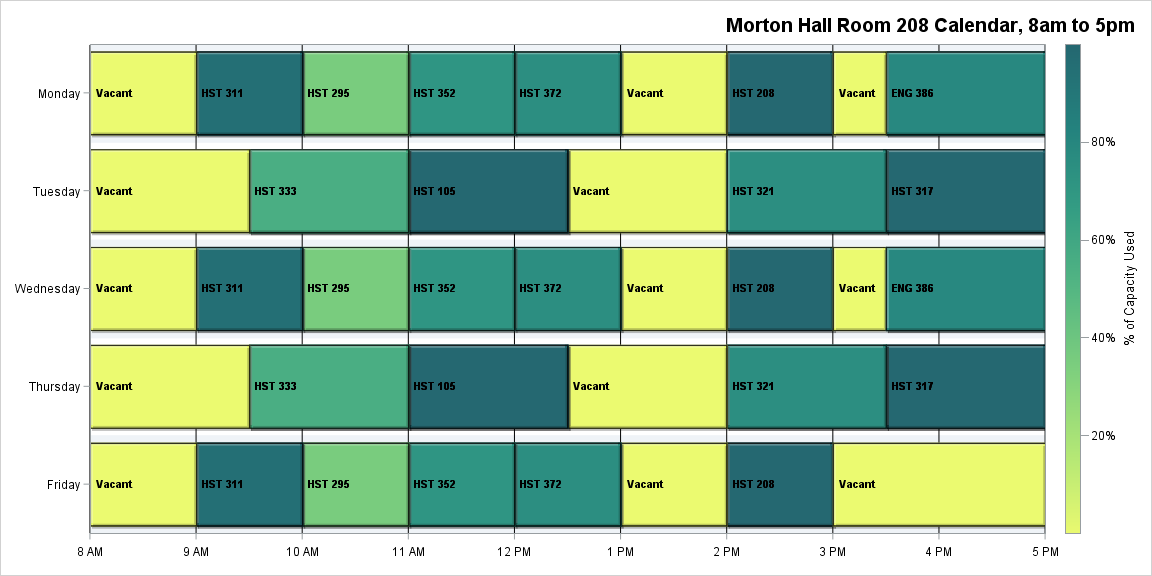 Morton Hall Room 208 Calendar, 8am to 5pm
Monday Vacant HST 311 HST 295 HST 352 HST 372 Vacant HST 208 Vacant ENG 386
80%
Tuesday Vacant HST 333 HST 105 Vacant HST 321 HST 317
60%
% of Capacity Used
Wednesday Vacant HST 311 HST 295 HST 352 HST 372 Vacant HST 208 Vacant ENG 386
40%
Thursday Vacant HST 333 HST 105 Vacant HST 321 HST 317
20%
Friday Vacant HST 311 HST 295 HST 352 HST 372 Vacant HST 208 Vacant
8 AM 9 AM 10 AM 11 AM 12 PM 1 PM 2 PM 3 PM 4 PM 5 PM